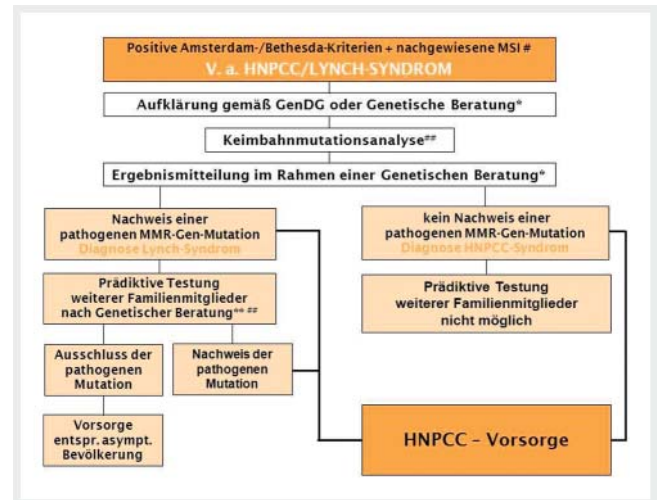 Positive Amsterdam-/Bethesda-Kriterien + nachgewiesene MSI #
V. a. HNPCC/LYNCH-SYNDROM
Aufklärung gemäß GenDG oder Genetische Beratung*
Keimbahnmutationsanalyse##
Ergebnismitteilung im Rahmen einer Genetischen Beratung*
Nachweis einer
pathogenen MMR-Gen-Mutation
Diagnose Lynch-Syndrom
kein Nachweis einer
pathogenen MMR-Gen-Mutation
Diagnose HNPCC-Syndrom
Prädiktive Testung
weiterer Familienmitglieder
nach Genetischer Beratung** ##
Prädiktive Testung
weiterer Familienmitglieder
nicht möglich
Ausschluss der
pathogenen
Mutation
Nachweis der
pathogenen
Mutation
Vorsorge
entspr. asympt.
Bevölkerung
HNPCC – Vorsorge